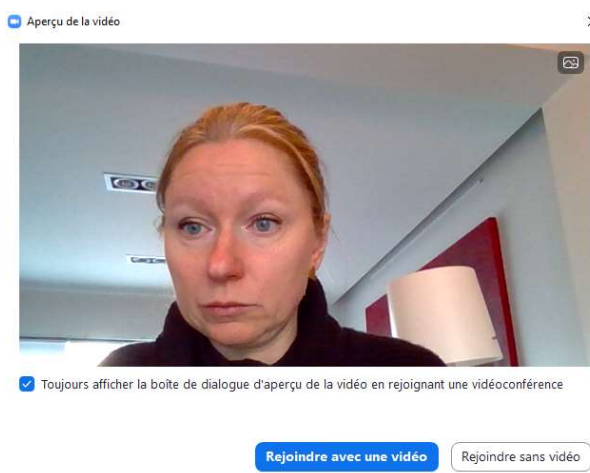 Aperçu de la vidéo
Toujours afficher la boîte de dialogue d'aperçu de la vidéo en rejoignant une vidéoconférence
Rejoindre avec une vidéo
Rejoindre sans vidéo